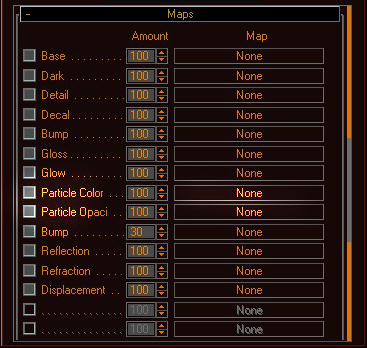 - Maps
Amount Map
Base . . . . . . . . . 100 None
Dark . . . . . . . . . 100 None
Detail . . . . . . . . 100 None
Decal . . . . . . . . 100 None
Bump . . . . . . . . 100 None
Gloss . . . . . . . . 100 None
Glow . . . . . . . . . 100 None
Particle Color . . 100 None
Particle Opaci . . 100 None
Bump . . . . . . . . 30 None
Reflection . . . . . 100 None
Refraction . . . . . 100 None
Displacement . . 100 None
. . . . . . . . . . . . . 100 None
. . . . . . . . . . . . . 100 None